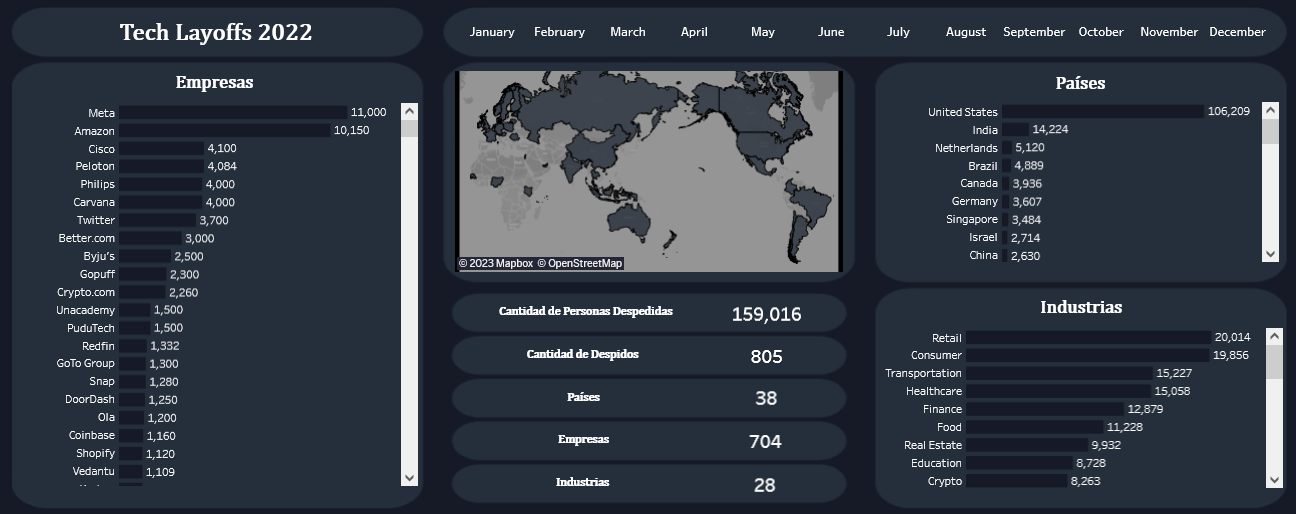 Tech Layoffs 2022
January February March April May June July August September October November December
Empresas
Meta 11,000
Amazon 10,150
Cisco 4,100
Peloton 4,084
Philips 4,000
Carvana 4,000
Twitter 3,700
Better.com 3,000
Byju's 2,500
Gopuff 2,300
Crypto.com 2,260
Unacademy 1,500
PuduTech 1,500
Redfin 1,332
GoTo Group 1,300
Snap 1,280
DoorDash 1,250
Ola 1,200
Coinbase 1,160
Shopify 1,120
Vedantu 1,109
© 2023 Mapbox © OpenStreetMap
Cantidad de Personas Despedidas 159,016
Cantidad de Despidos 805
Países 38
Empresas 704
Industrias 28
Países
United States 106,209
India 14,224
Netherlands 5,120
Brazil 4,889
Canada 3,936
Germany 3,607
Singapore 3,484
Israel 2,714
China 2,630
Industrias
Retail 20,014
Consumer 19,856
Transportation 15,227
Healthcare 15,058
Finance 12,879
Food 11,228
Real Estate 9,932
Education 8,728
Crypto 8,263